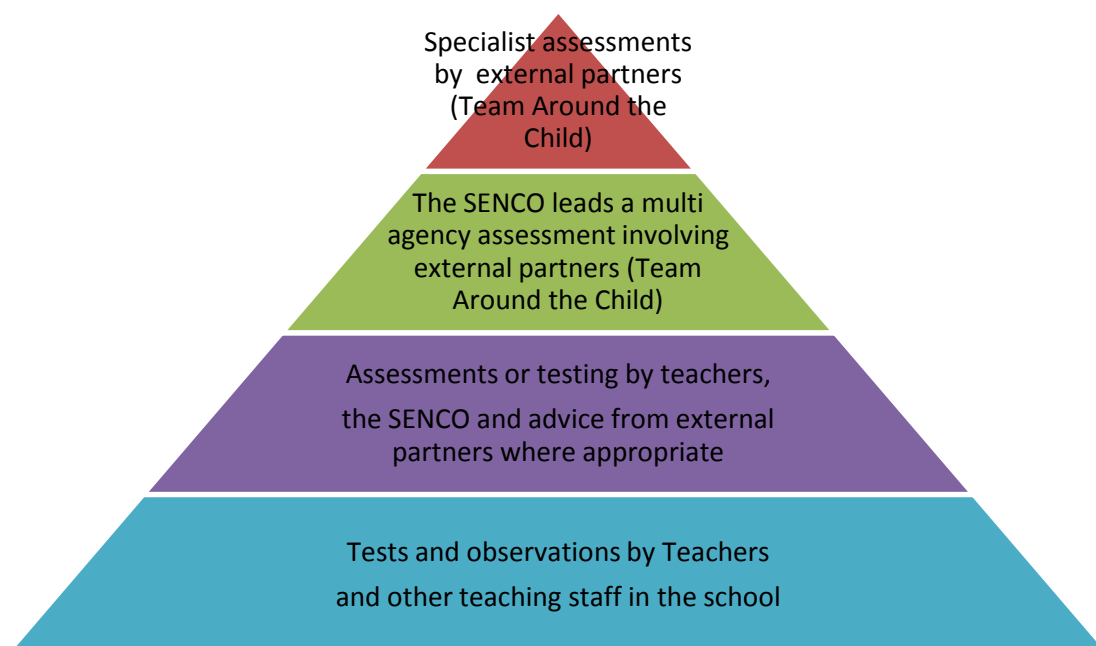 Specialist assessments
by  external partners
(Team Around the
Child)
The SENCO leads a multi
agency assessment involving
external partners (Team
Around the Child)
Assessments or testing by teachers,
the SENCO and advice from external
partners where appropriate
Tests and observations by Teachers
and other teaching staff in the school